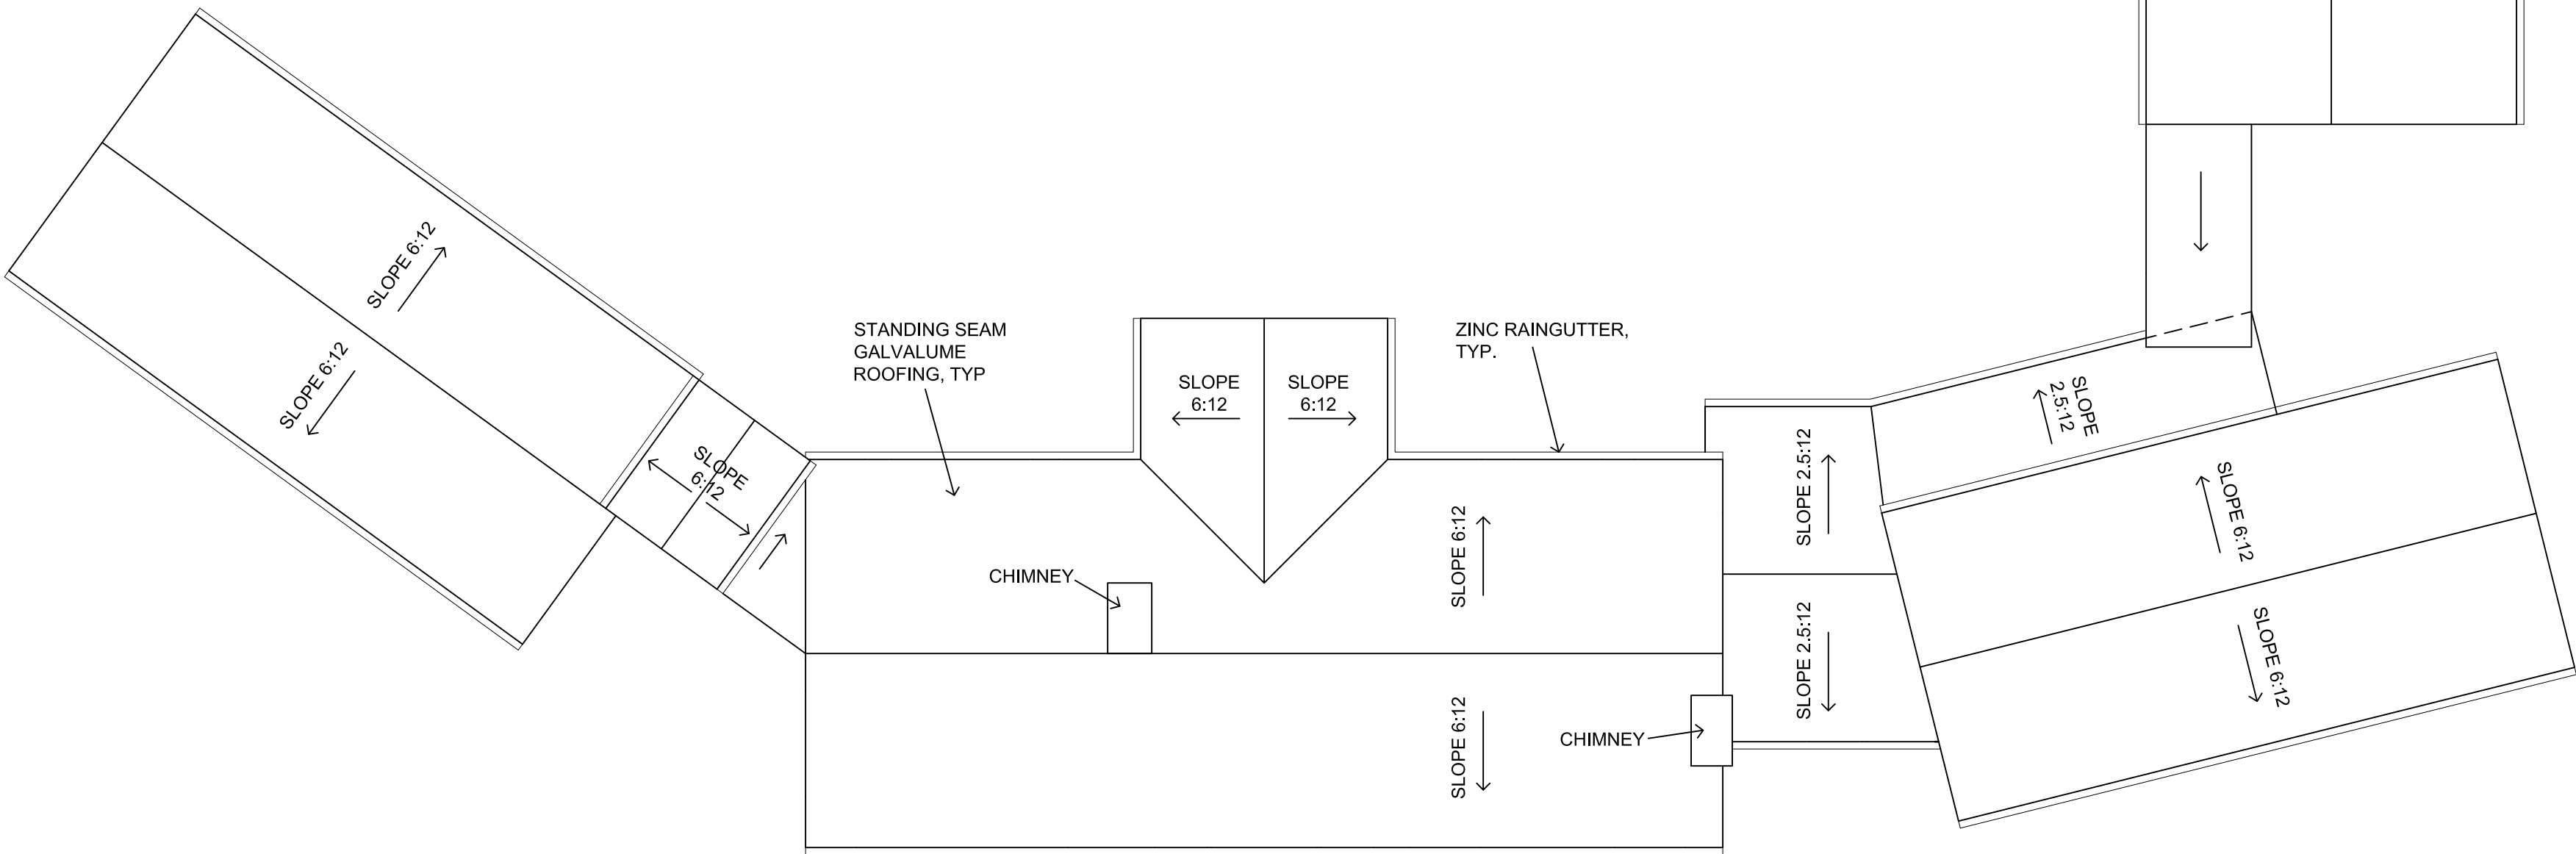 SLOPE 6:12
SLOPE 6:12
SLOPE
6:12
STANDING SEAM
GALVALUME
ROOFING, TYP
SLOPE
6:12
SLOPE
6:12
ZINC RAINGUTTER,
TYP.
CHIMNEY
SLOPE 6:12
SLOPE 6:12
CHIMNEY
SLOPE 2.5:12
SLOPE 2.5:12
SLOPE
2.5:12
SLOPE 6:12
SLOPE 6:12